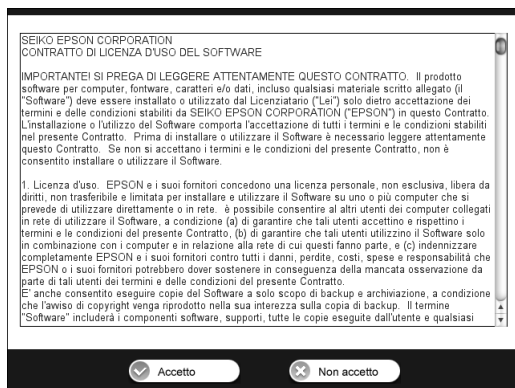 SEIKO EPSON CORPORATION
CONTRATTO DI LICENZA D'USO DEL SOFTWARE
IMPORTANTE! SI PREGA DI LEGGERE ATTENTAMENTE QUESTO CONTRATTO. Il prodotto
software per computer, fontware, caratteri e/o dati, incluso qualsiasi materiale scritto allegato (il
"Software") deve essere installato o utilizzato dal Licenziatario ("Lei") solo dietro accettazione dei
termini e delle condizioni stabiliti da SEIKO EPSON CORPORATION ("EPSON") in questo Contratto.
L'installazione o l'utilizzo del Software comporta l'accettazione di tutti i termini e le condizioni stabiliti
nel presente Contratto. Prima di installare o utilizzare il Software è necessario leggere attentamente
questo Contratto. Se non si accettano i termini e le condizioni del presente Contratto, non è
consentito installare o utilizzare il Software.
1. Licenza d'uso. EPSON e i suoi fornitori concedono una licenza personale, non esclusiva, libera da
diritti, non trasferibile e limitata per installare e utilizzare il Software su uno o più computer che si
prevede di utilizzare direttamente o in rete. è possibile consentire al altri utenti dei computer collegati
in rete di utilizzare il Software, a condizione (a) di garantire che tali utenti accettino e rispettino i
termini e le condizioni del presente Contratto, (b) di garantire che tali utenti utilizzino il Software solo
in combinazione con i computer e in relazione alla rete di cui questi fanno parte, e (c) indennizzare
completamente EPSON e i suoi fornitori contro tutti i danni, perdite, costi, spese e responsabilità che
EPSON o i suoi fornitori potrebbero dover sostenere in conseguenza della mancata osservazione da
parte di tali utenti dei termini e delle condizioni del presente Contratto.
E' anche consentito eseguire copie del Software a solo scopo di backup e archiviazione, a condizione
che l'avviso di copyright venga riprodotto nella sua interezza sulla copia di backup. Il termine
"Software" includerà i componenti software, supporti, tutte le copie eseguite dall'utente e qualsiasi
Accetto
Non accetto